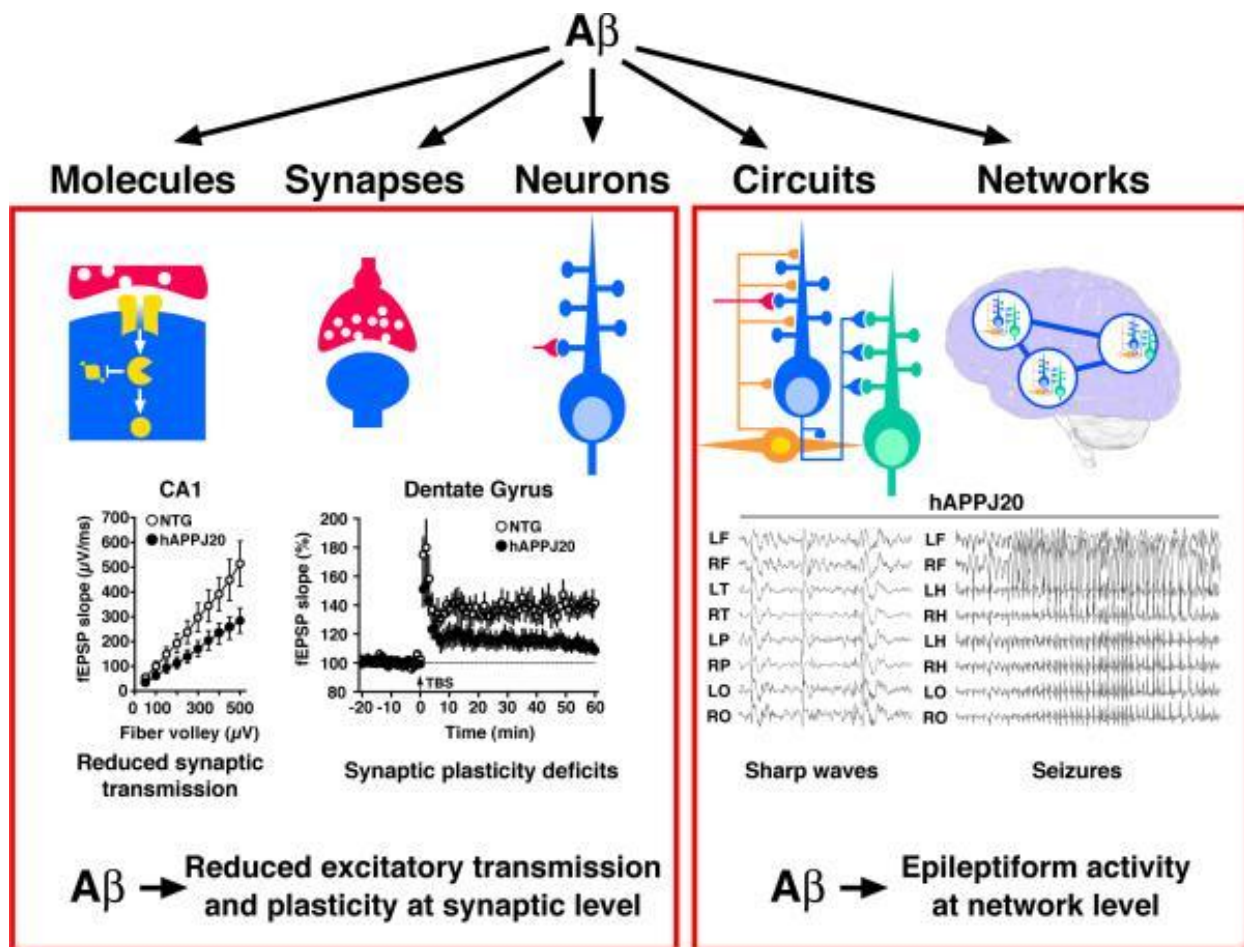 Aβ
Molecules Synapses Neurons Circuits Networks
CA1
700
600
500
400
300
200
100
0
fEPSP slope (µV/ms)
NTG
hAPPJ20
0 100 300 500
Fiber volley (µV)
Reduced synaptic
transmission
Dentate Gyrus
200
180
160
140
120
100
80
fEPSP slope (%)
NTG
hAPPJ20
TBS
-20 -10 0 10 20 30 40 50 60
Time (min)
Synaptic plasticity deficits
Aβ Reduced excitatory transmission
and plasticity at synaptic level
hAPPJ20
LF
RF
LT
RT
LP
RP
LO
RO
Sharp waves
LF
RF
LH
RH
LH
RH
LO
RO
Seizures
Aβ Epileptiform activity
at network level